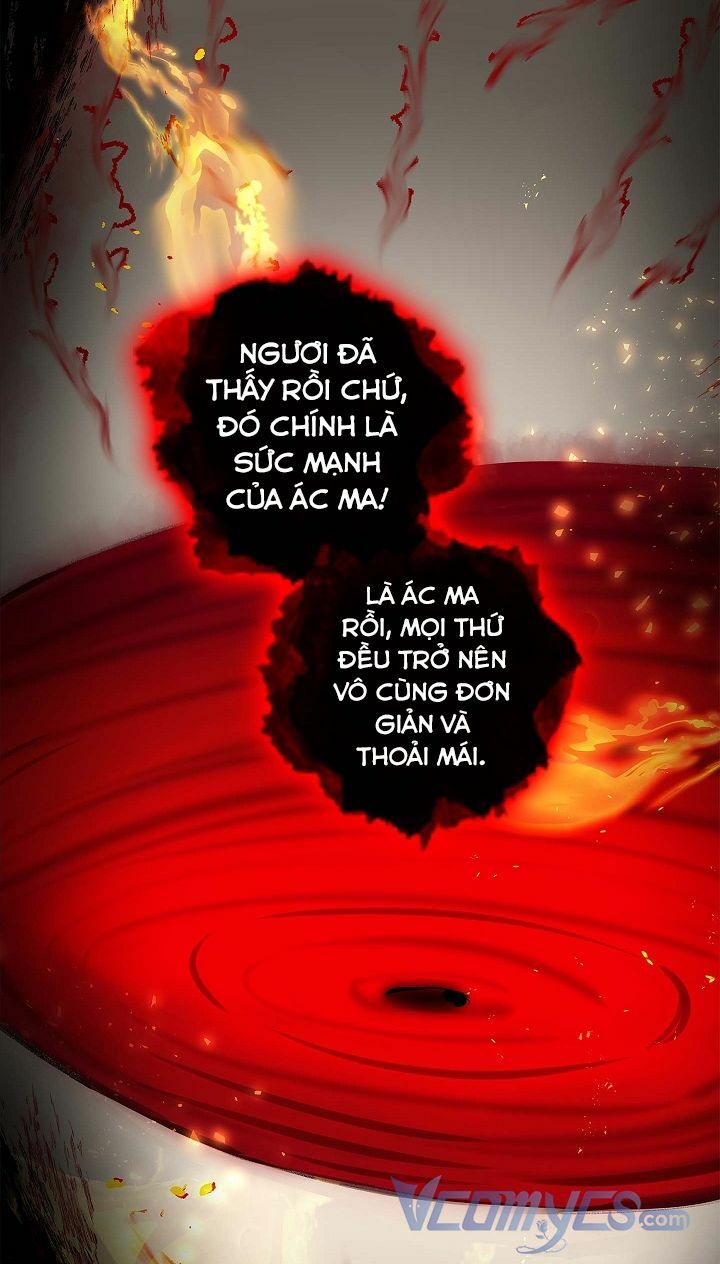 NGƯƠI ĐÃ
THẤY RỒI CHỨ,
ĐÓ CHÍNH LÀ
SỨC MẠNH
CỦA ÁC MA!
LÀ ÁC MA
RỒI, MỌI THỨ
ĐỀU TRỞ NÊN
VÔ CÙNG ĐƠN
GIẢN VÀ
THOẢI MÁI.
VCOMYCS.com